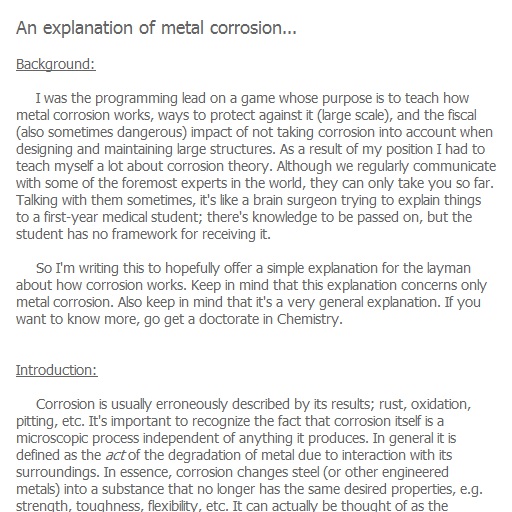 An explanation of metal corrosion...
Background:
I was the programming lead on a game whose purpose is to teach how
metal corrosion works, ways to protect against it (large scale), and the fiscal
(also sometimes dangerous) impact of not taking corrosion into account when
designing and maintaining large structures. As a result of my position I had to
teach myself a lot about corrosion theory. Although we regularly communicate
with some of the foremost experts in the world, they can only take you so far.
Talking with them sometimes, it's like a brain surgeon trying to explain things
to a first-year medical student; there's knowledge to be passed on, but the
student has no framework for receiving it.
So I'm writing this to hopefully offer a simple explanation for the layman
about how corrosion works. Keep in mind that this explanation concerns only
metal corrosion. Also keep in mind that it's a very general explanation. If you
want to know more, go get a doctorate in Chemistry.
Introduction:
Corrosion is usually erroneously described by its results; rust, oxidation,
pitting, etc. It's important to recognize the fact that corrosion itself is a
microscopic process independent of anything it produces. In general it is
defined as the act of the degradation of metal due to interaction with its
surroundings. In essence, corrosion changes steel (or other engineered
metals) into a substance that no longer has the same desired properties, e.g.
strength, toughness, flexibility, etc. It can actually be thought of as the